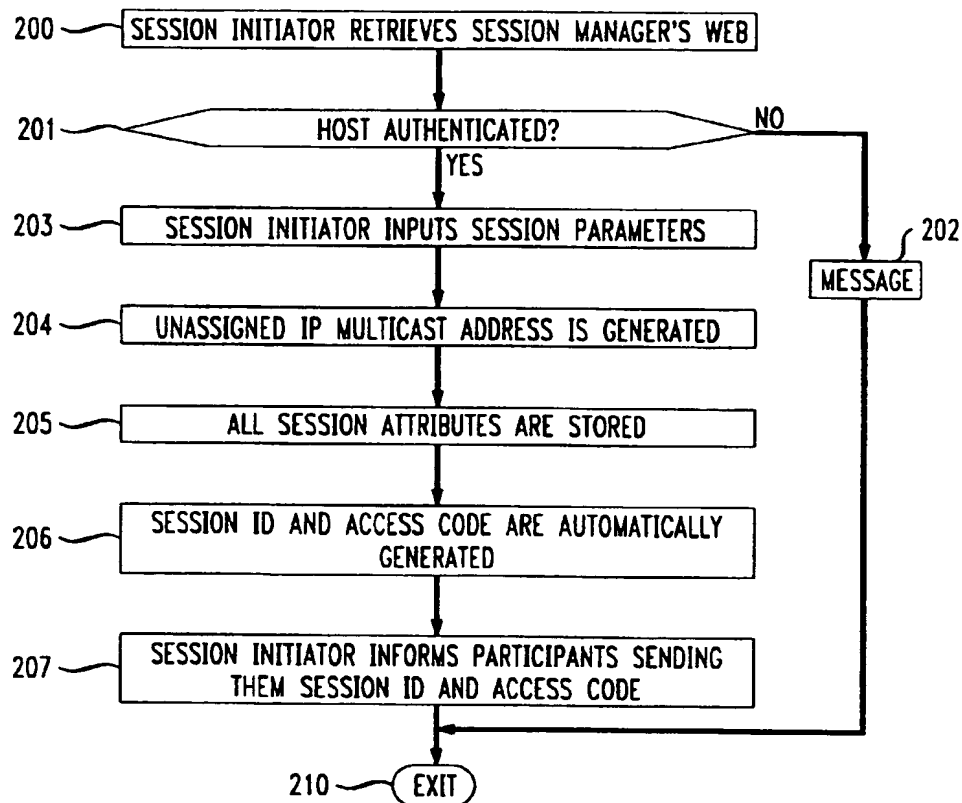 200 SESSION INITIATOR RETRIEVES SESSION MANAGER'S WEB
201 HOST AUTHENTICATED? NO
YES
203 SESSION INITIATOR INPUTS SESSION PARAMETERS
202
MESSAGE
204 UNASSIGNED IP MULTICAST ADDRESS IS GENERATED
205 ALL SESSION ATTRIBUTES ARE STORED
206 SESSION ID AND ACCESS CODE ARE AUTOMATICALLY
GENERATED
207 SESSION INITIATOR INFORMS PARTICIPANTS SENDING
THEM SESSION ID AND ACCESS CODE
210 EXIT